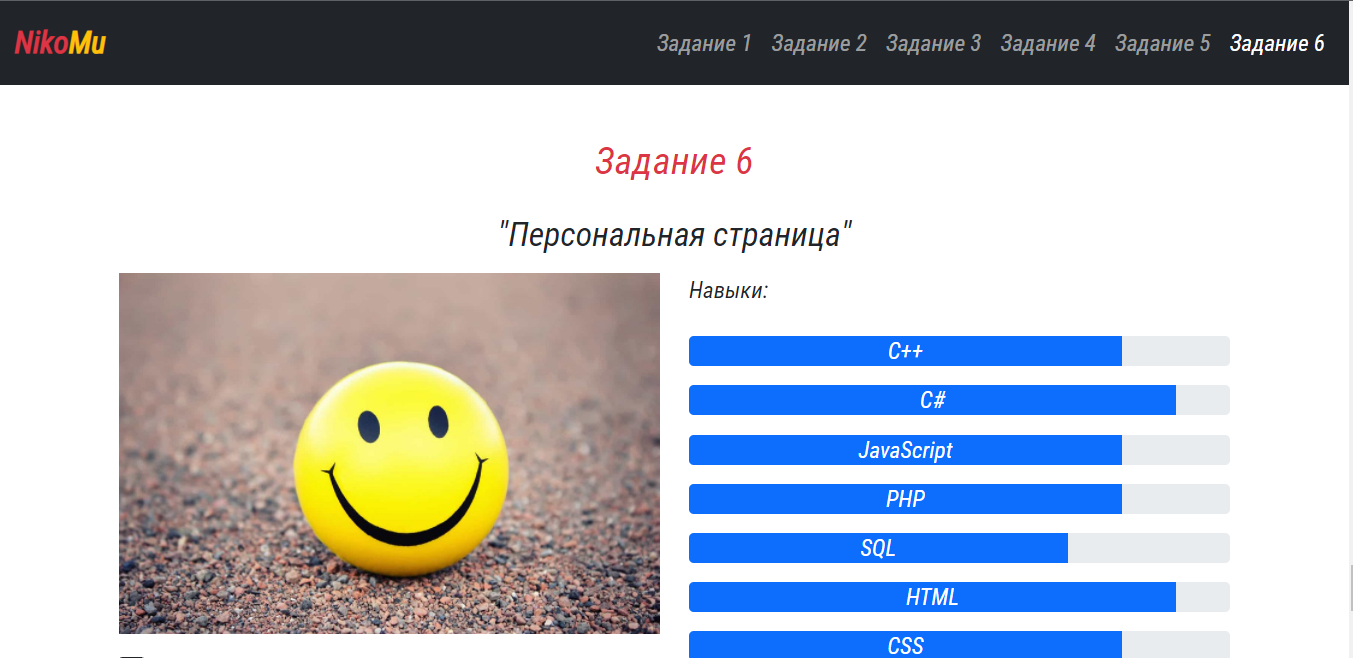 NikoMu
Задание 1 Задание 2 Задание 3 Задание 4 Задание 5 Задание 6
Задание 6
"Персональная страница"
Навыки:
C++
C#
JavaScript
PHP
SQL
HTML
CSS